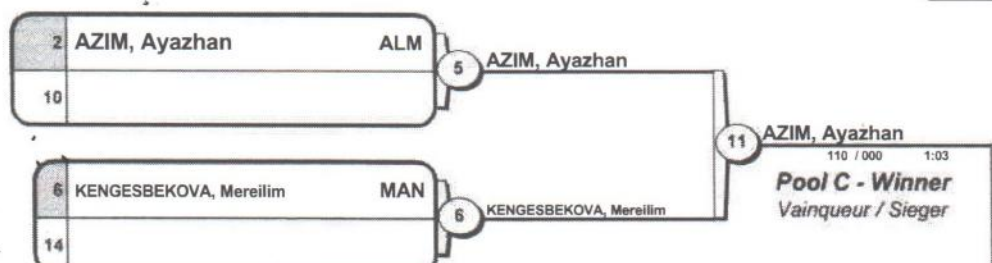 2 AZIM, Ayazhan ALM
10
5 AZIM, Ayazhan
6 KENGESBEKOVA, Mereilim MAN
14
6 KENGESBEKOVA, Mereilim
11 AZIM, Ayazhan
110 / 000 1:03
Pool C - Winner
Vainqueur / Sieger